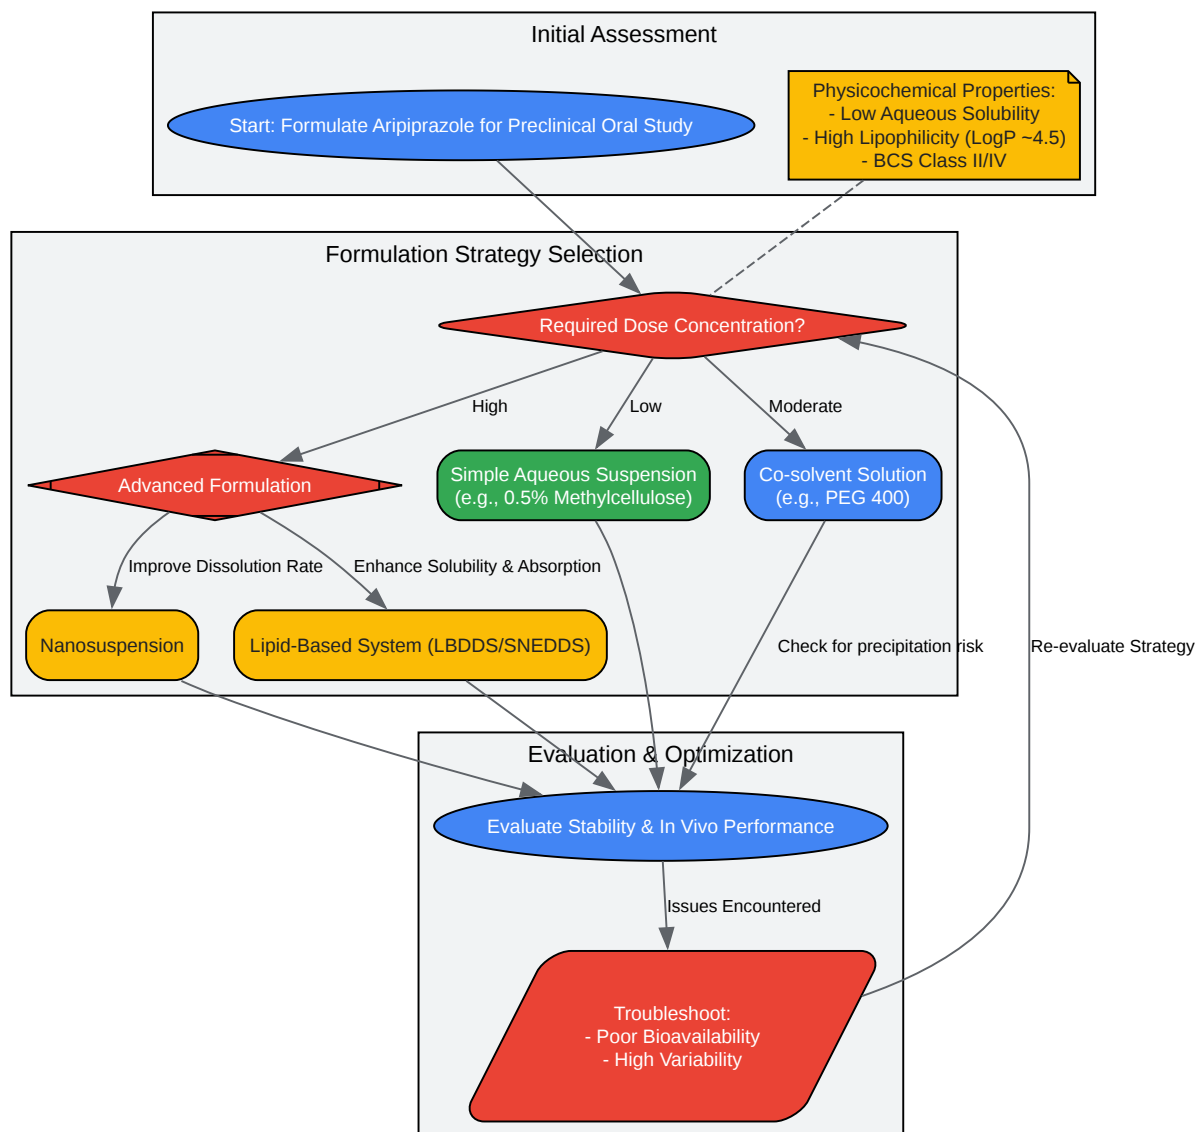 Initial Assessment
Start: Formulate Aripiprazole for Preclinical Oral Study
Physicochemical Properties:
- Low Aqueous Solubility
- High Lipophilicity (LogP ~4.5)
- BCS Class II/IV
Formulation Strategy Selection
Required Dose Concentration?
High
Low
Moderate
Advanced Formulation
Simple Aqueous Suspension
(e.g., 0.5% Methylcellulose)
Co-solvent Solution
(e.g., PEG 400)
Improve Dissolution Rate
Enhance Solubility & Absorption
Nanosuspension
Lipid-Based System (LBDDS/SNEDDS)
Check for precipitation risk
Re-evaluate Strategy
Evaluation & Optimization
Evaluate Stability & In Vivo Performance
Issues Encountered
Troubleshoot:
- Poor Bioavailability
- High Variability